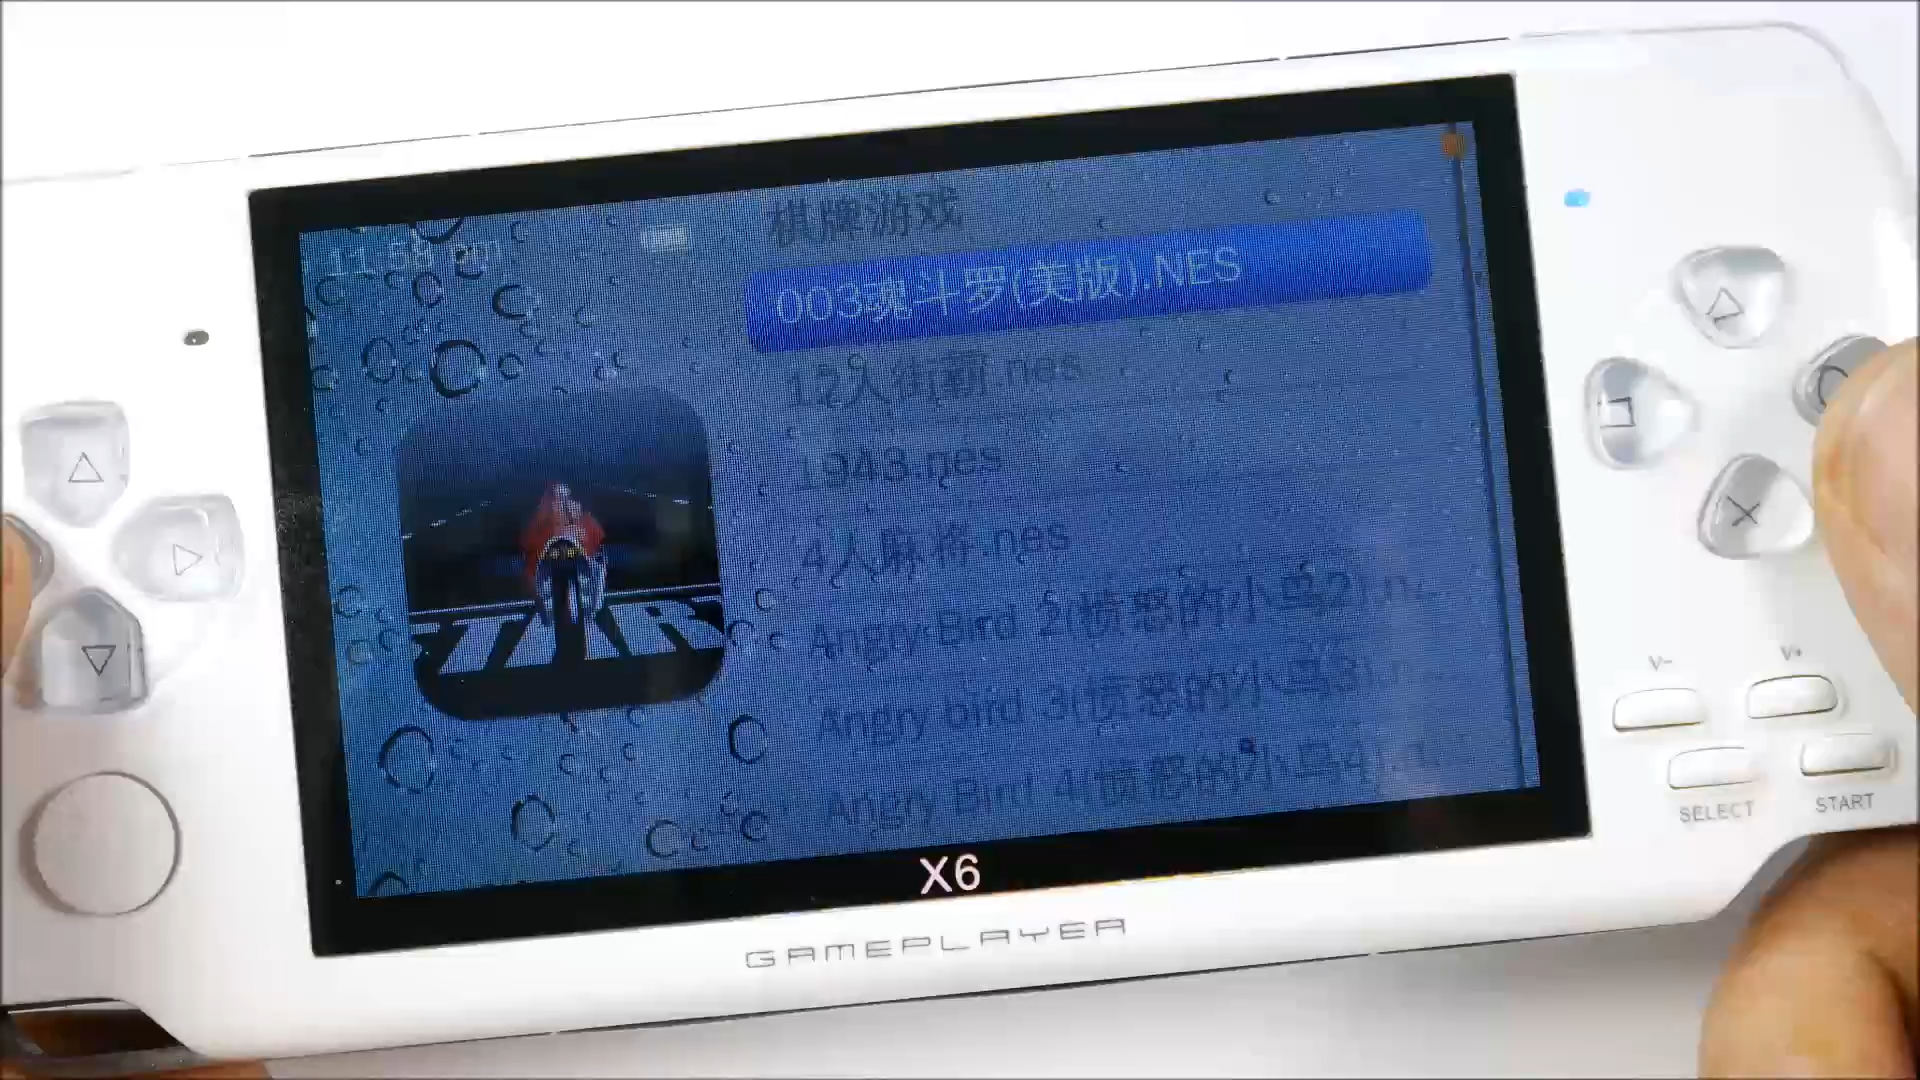 11:58 pm
棋牌游戏
003魂斗罗(美版).NES
12人街霸.nes
1943.nes
4人麻将.nes
Angry Bird 2(愤怒的小鸟2).n...
Angry bird 3(愤怒的小鸟3).n...
Angry Bird 4(愤怒的小鸟4).n...
X6
GAMEPLAYER
V-
V+
SELECT
START